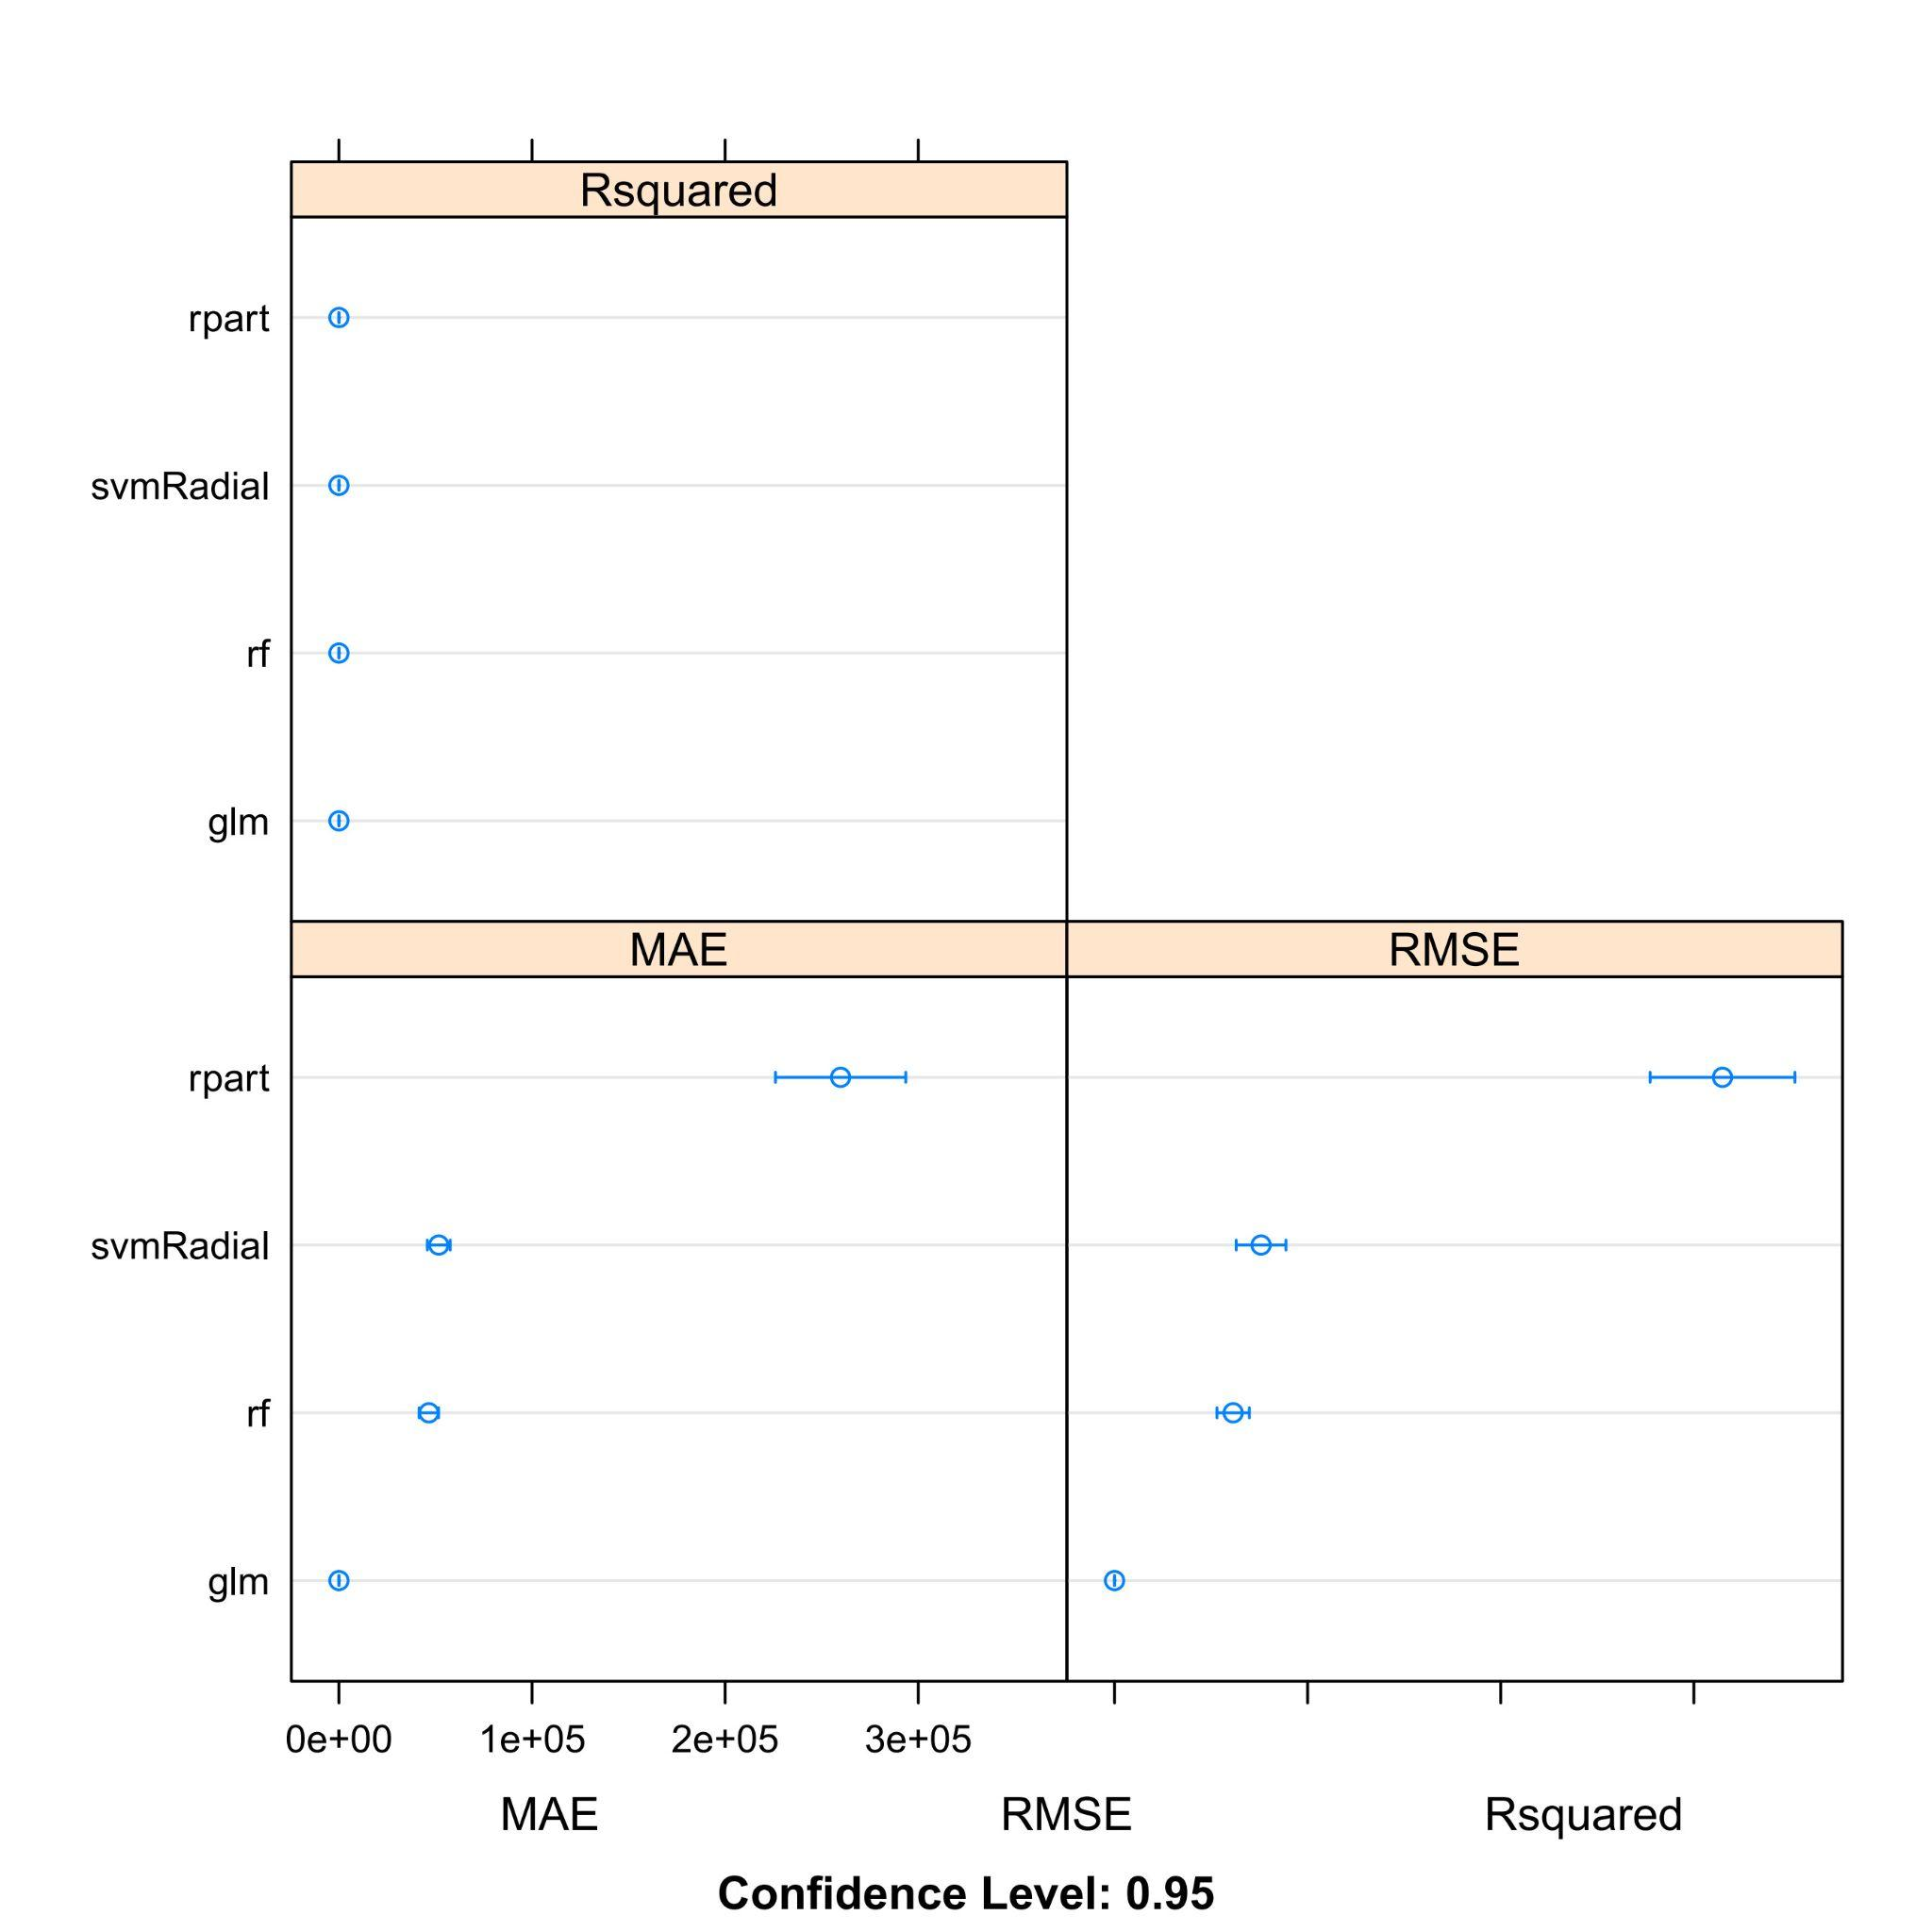 Rsquared
rpart
svmRadial
rf
glm
MAE RMSE
rpart
svmRadial
rf
glm
0e+00 1e+05 2e+05 3e+05
MAE RMSE Rsquared
Confidence Level: 0.95